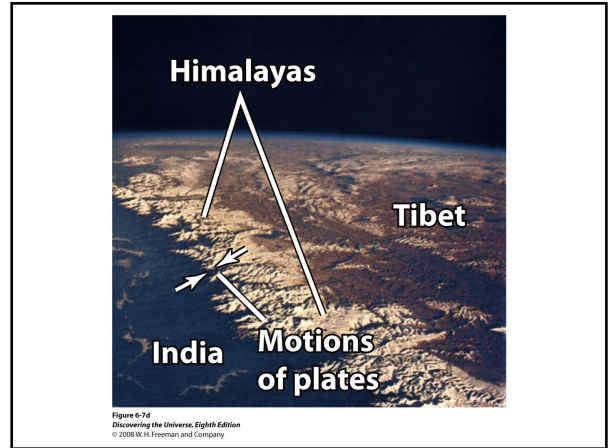 Himalayas
Tibet
India
Motions
of plates
Figure 6-7d
Discovering the Universe, Eighth Edition
© 2008 W. H. Freeman and Company